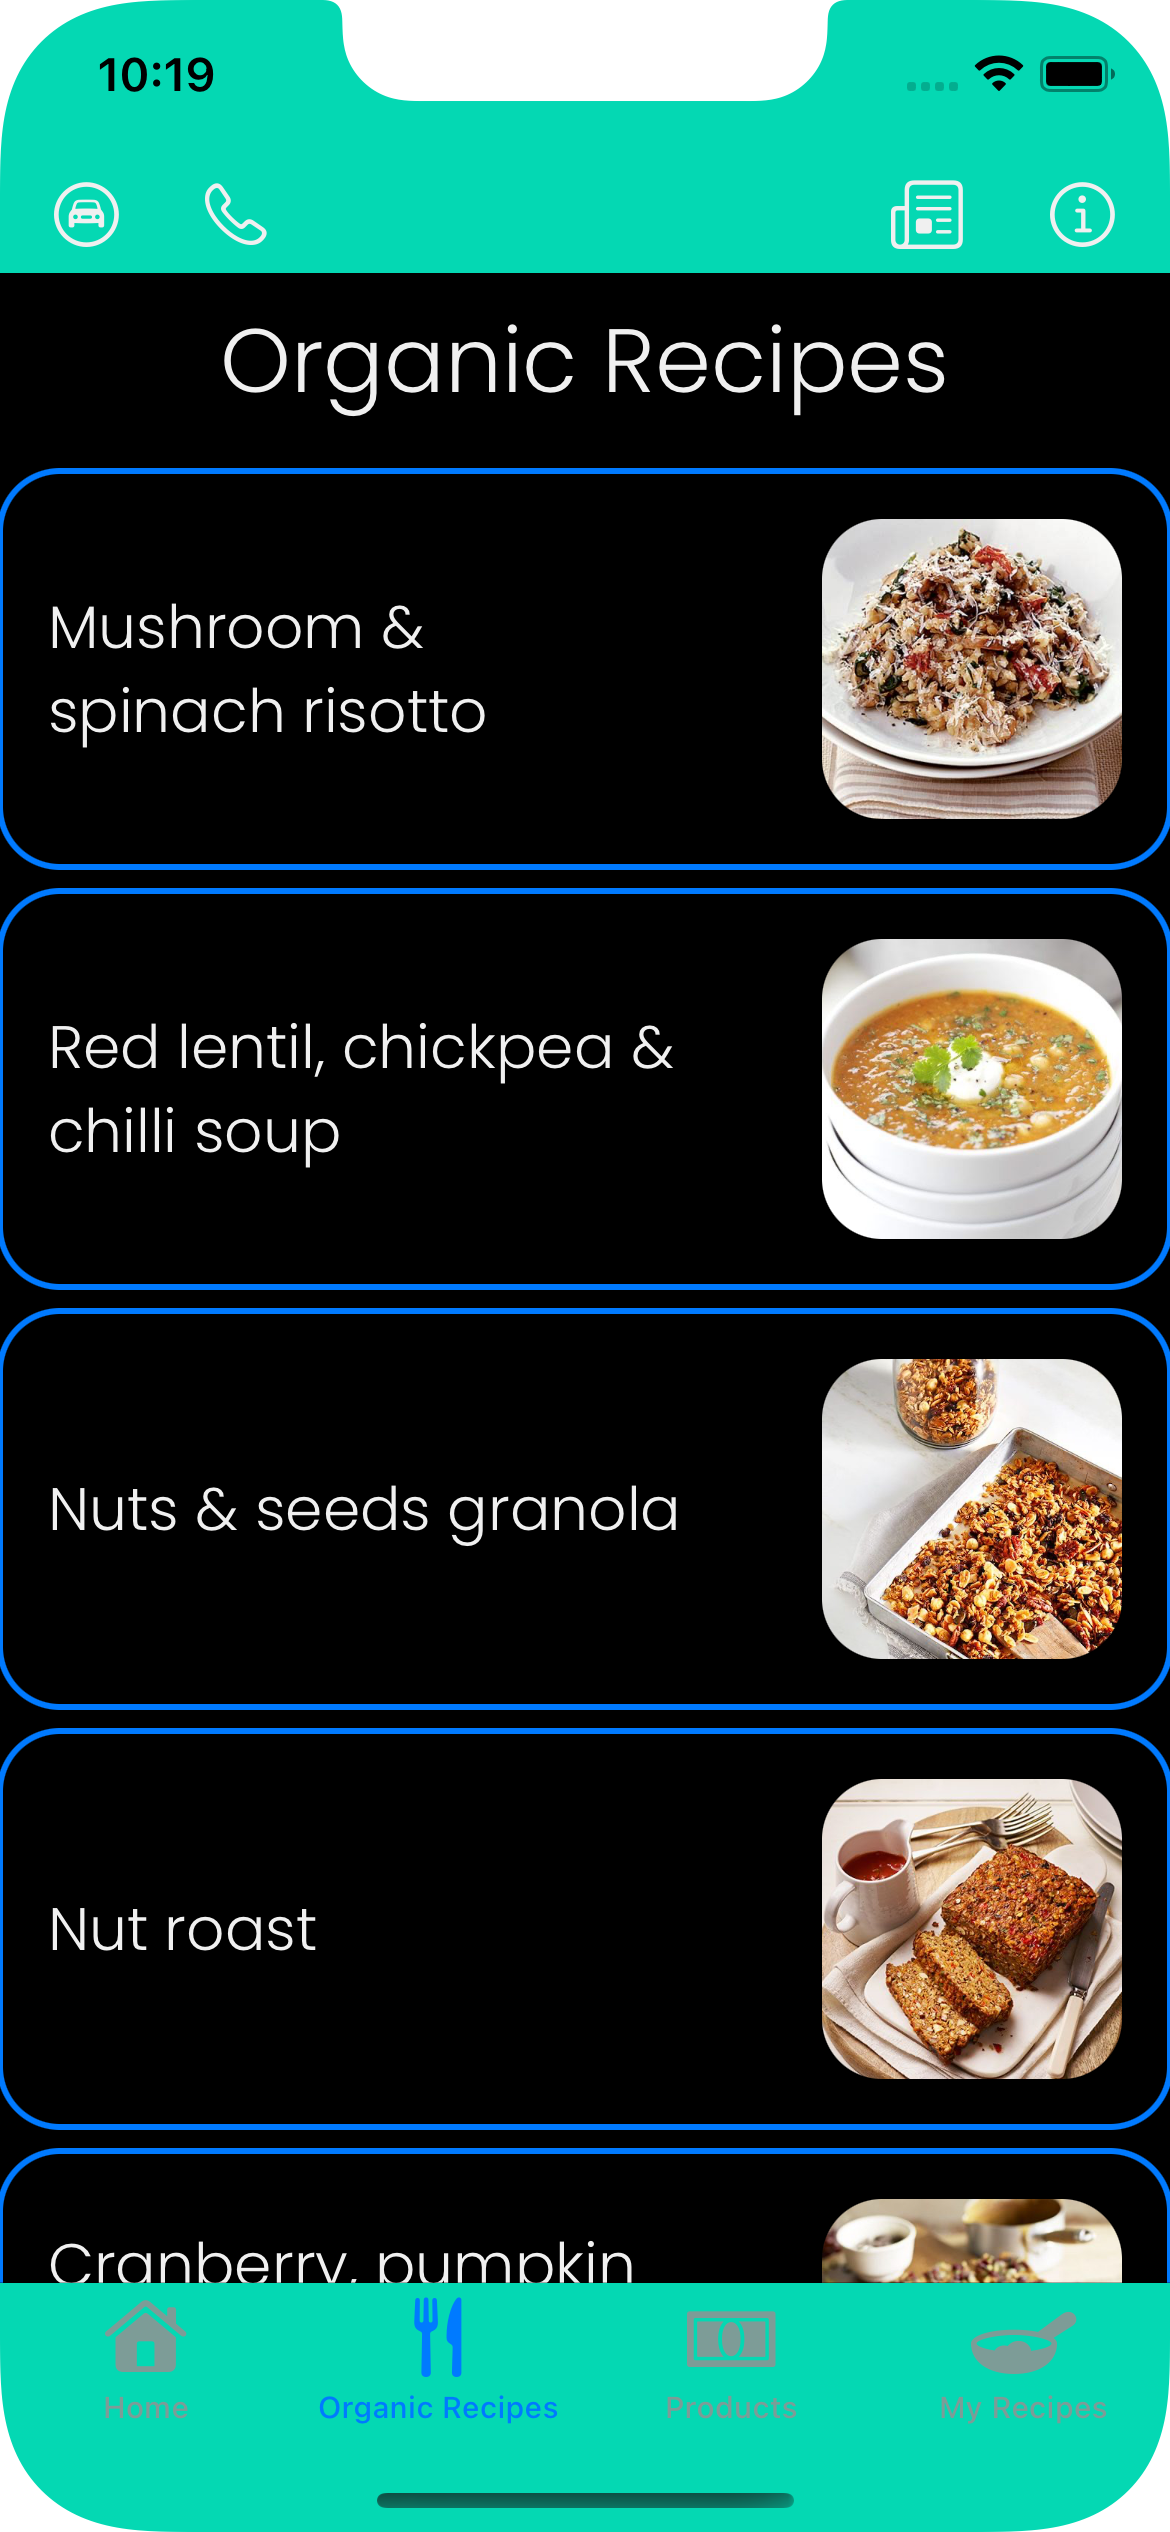 10:19
Organic Recipes
Mushroom &
spinach risotto
Red lentil, chickpea &
chilli soup
Nuts & seeds granola
Nut roast
Cranberry, pumpkin
Home
Organic Recipes
Products
My Recipes